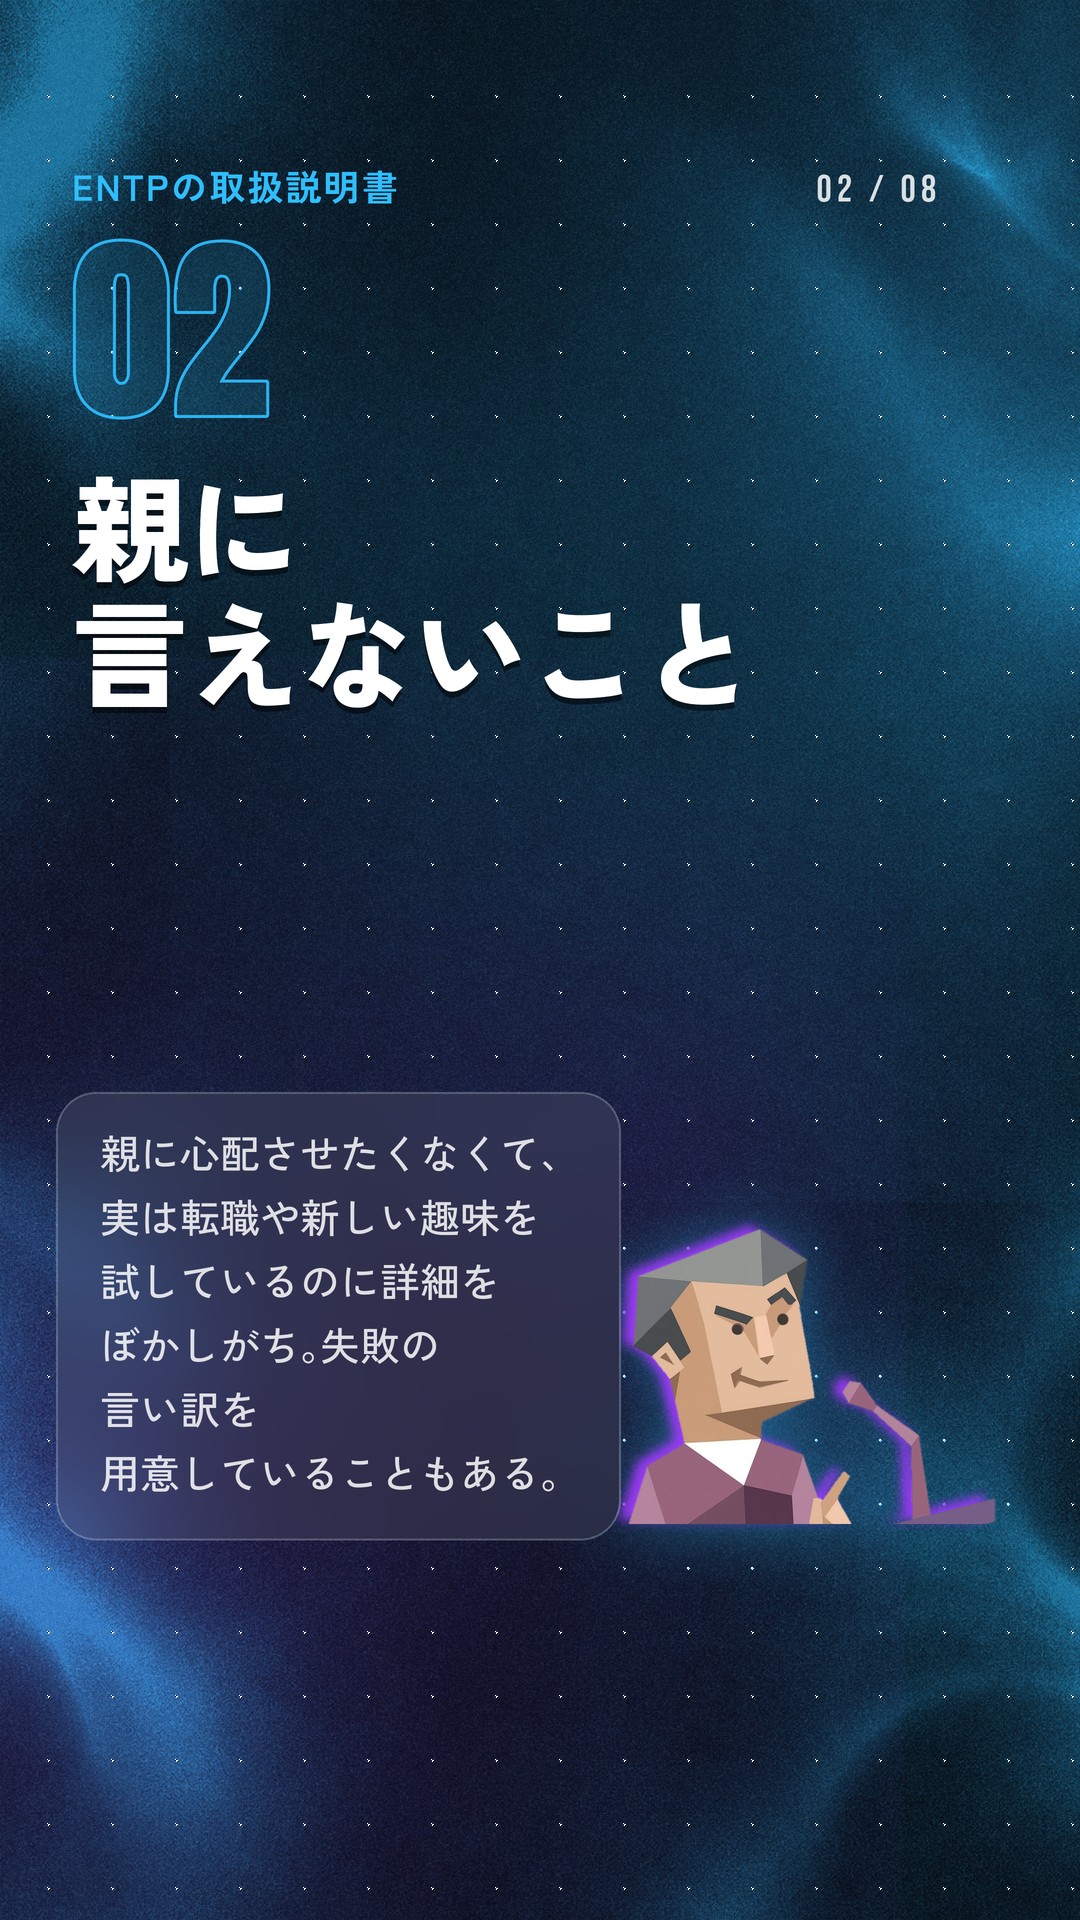 ENTPの取扱説明書
02 / 08
02
親に
言えないこと
親に心配させたくなくて、
実は転職や新しい趣味を
試しているのに詳細を
ぼかしがち。失敗の
言い訳を
用意していることもある。